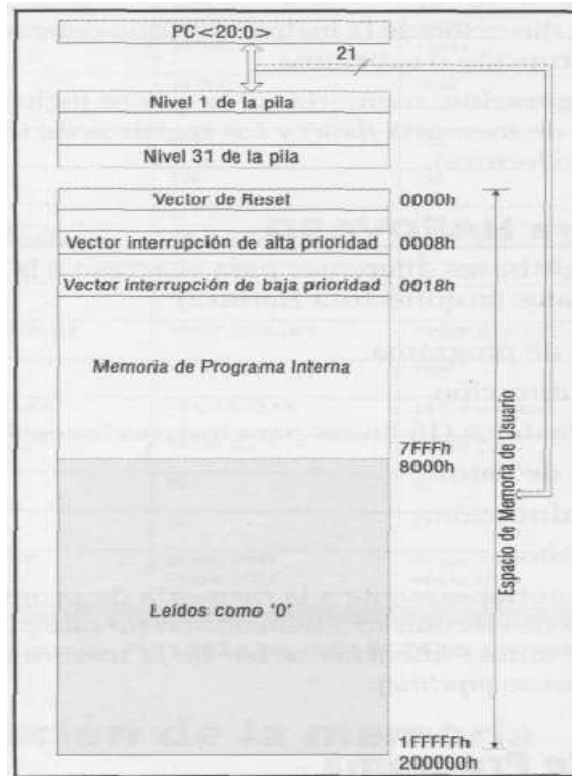 PC<20:0>
21
Nivel 1 de la pila
Nivel 31 de la pila
Vector de Reset 0000h
Vector interrupción de alta prioridad 0008h
Vector interrupción de baja prioridad 0018h
Memoria de Programa Interna
7FFFh
8000h
Leídos como '0'
1FFFFFh
200000h
Espacio de Memoria de Usuario